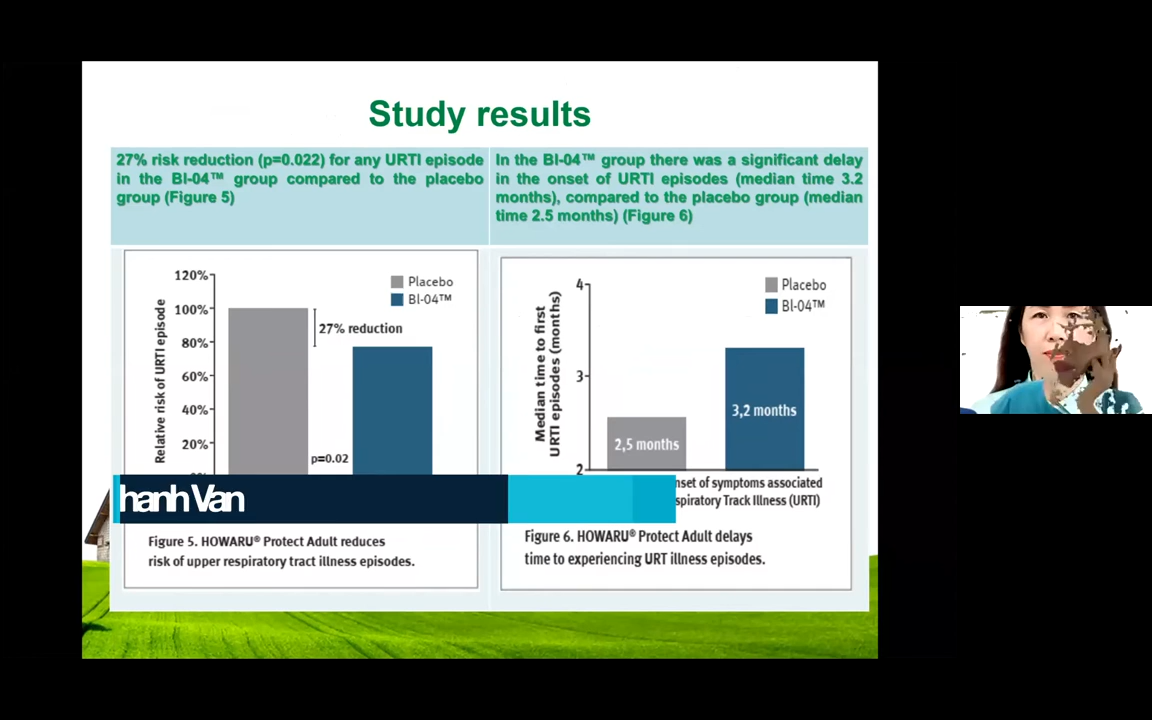 Study results
27% risk reduction (p=0.022) for any URTI episode
in the BI-04™ group compared to the placebo
group (Figure 5)
In the BI-04™ group there was a significant delay
in the onset of URTI episodes (median time 3.2
months), compared to the placebo group (median
time 2.5 months) (Figure 6)
Relative risk of URTI episode
120%
100%
80%
60%
40%
20%
Placebo
BI-04™
27% reduction
p=0.02
Figure 5. HOWARU® Protect Adult reduces
risk of upper respiratory tract illness episodes.
Median time to first
URTI episodes (months)
4
3
2
Placebo
BI-04™
2,5 months
3,2 months
of symptoms associated
Track Illness (URTI)
Figure 6. HOWARU® Protect Adult delays
time to experiencing URT illness episodes.
hanh Van